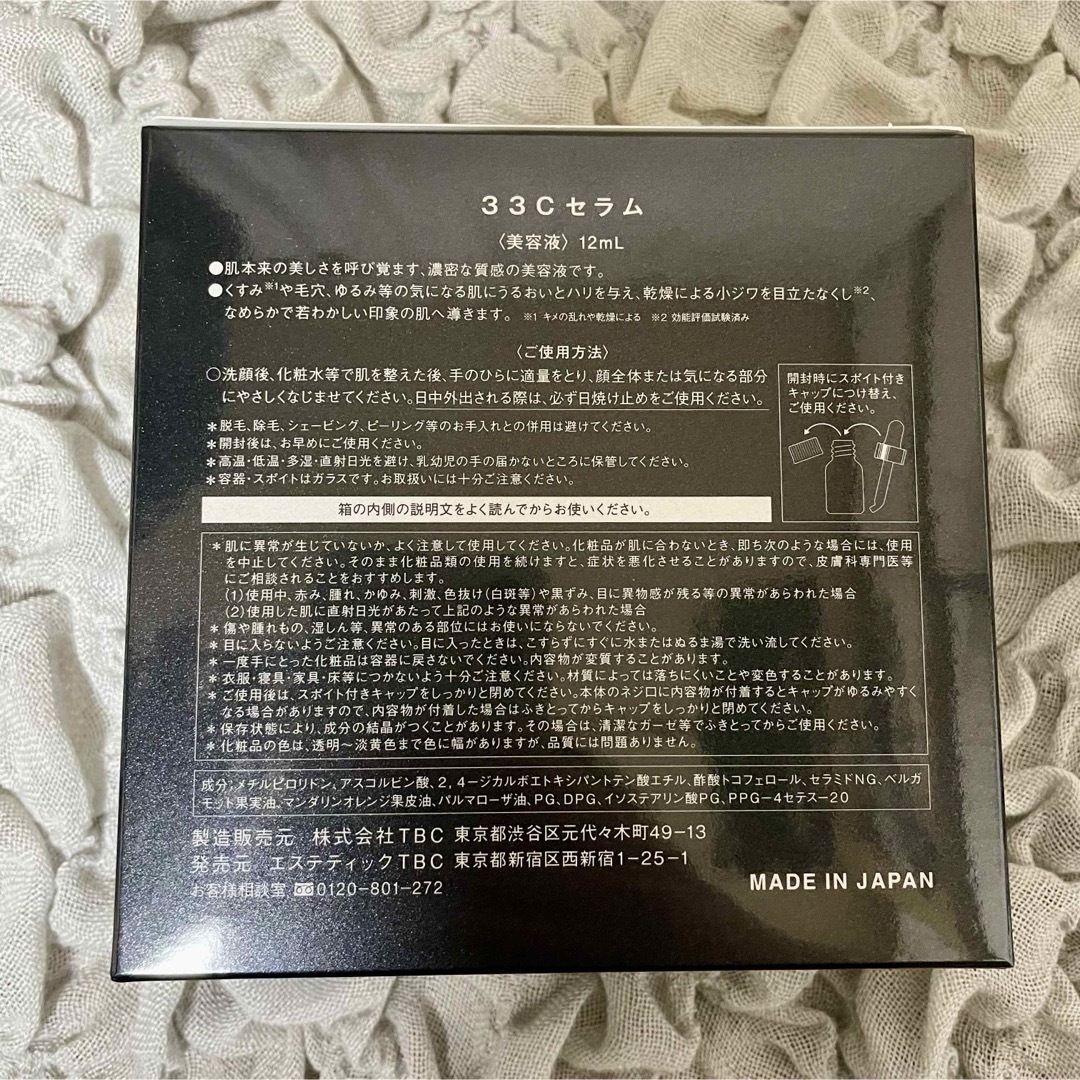 33Cセラム
〈美容液〉12mL
●肌本来の美しさを呼び覚ます、濃密な質感の美容液です。
●くすみ※1や毛穴、ゆるみ等の気になる肌にうるおいとハリを与え、乾燥による小ジワを目立たなくし※2、
なめらかで若わかしい印象の肌へ導きます。 ※1 キメの乱れや乾燥による ※2 効能評価試験済み
〈ご使用方法〉
○洗顔後、化粧水等で肌を整えた後、手のひらに適量をとり、顔全体または気になる部分
にやさしくなじませてください。日中外出される際は、必ず日焼け止めをご使用ください。
＊脱毛、除毛、シェービング、ピーリング等のお手入れとの併用は避けてください。
＊開封後は、お早めにご使用ください。
＊高温・低温・多湿・直射日光を避け、乳幼児の手の届かないところに保管してください。
＊容器・スポイトはガラスです。お取扱いには十分ご注意ください。
開封時にスポイト付き
キャップにつけ替え、
ご使用ください。
箱の内側の説明文をよく読んでからお使いください。
＊肌に異常が生じていないか、よく注意して使用してください。化粧品が肌に合わないとき、即ち次のような場合には、使用
を中止してください。そのまま化粧品類の使用を続けますと、症状を悪化させることがありますので、皮膚科専門医等
にご相談されることをおすすめします。
(1)使用中、赤み、腫れ、かゆみ、刺激、色抜け(白斑等)や黒ずみ、目に異物感が残る等の異常があらわれた場合
(2)使用した肌に直射日光があたって上記のような異常があらわれた場合
＊傷や腫れもの、湿しん等、異常のある部位にはお使いにならないでください。
＊目に入らないようご注意ください。目に入ったときは、こすらずにすぐに水またはぬるま湯で洗い流してください。
＊一度手にとった化粧品は容器に戻さないでください。内容物が変質することがあります。
＊衣服・寝具・家具・床等につかないよう十分ご注意ください。材質によっては落ちにくいことや変色することがあります。
＊ご使用後は、スポイト付きキャップをしっかりと閉めてください。本体のネジ口に内容物が付着するとキャップがゆるみやすく
なる場合がありますので、内容物が付着した場合はふきとってからキャップをしっかりと閉めてください。
＊保存状態により、成分の結晶がつくことがあります。その場合は、清潔なガーゼ等でふきとってからご使用ください。
＊化粧品の色は、透明～淡黄色まで色に幅がありますが、品質には問題ありません。
成分:メチルピロリドン、アスコルビン酸、2，4ージカルボエトキシパントテン酸エチル、酢酸トコフェロール、セラミドNG、ベルガ
モット果実油、マンダリンオレンジ果皮油、パルマローザ油、PG、DPG、イソステアリン酸PG、PPG－4セテスー20
製造販売元 株式会社TBC 東京都渋谷区元代々木町49－13
発売元 エステティックTBC 東京都新宿区西新宿1－25－1
お客様相談室 0120－801－272
MADE IN JAPAN